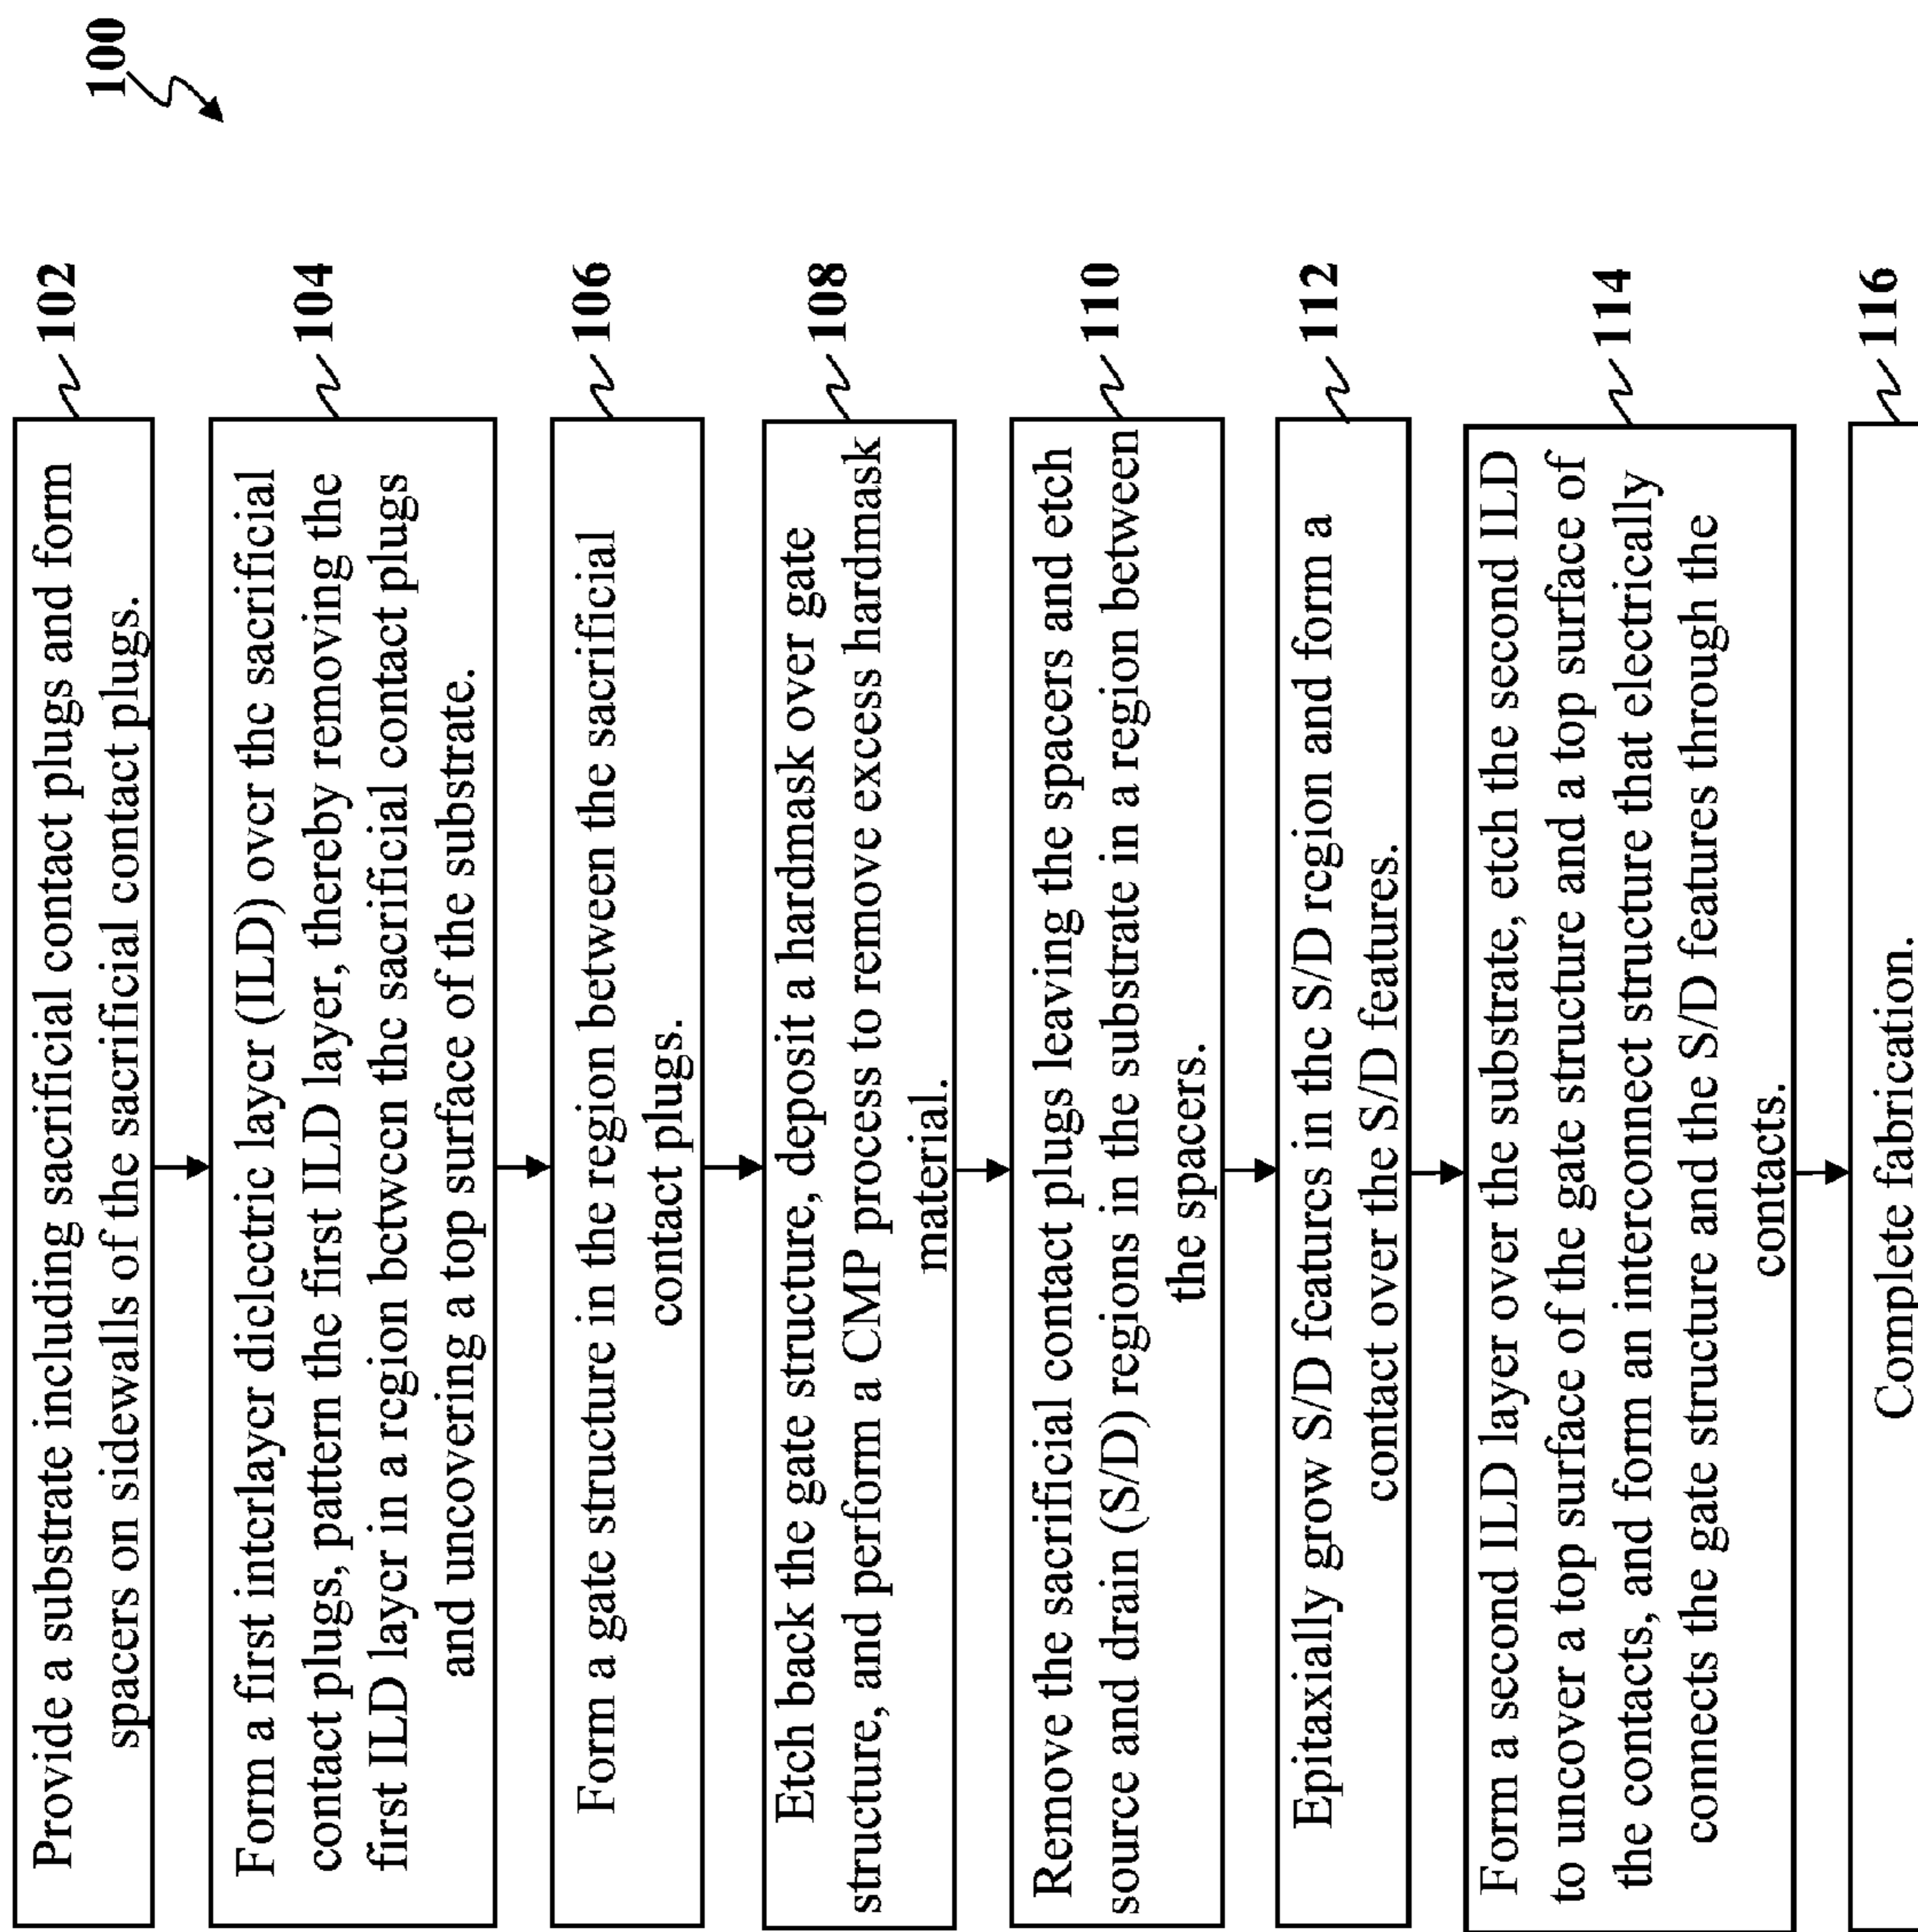 100
Provide a substrate including sacrificial contact plugs and form
spacers on sidewalls of the sacrificial contact plugs.
102
Form a first interlayer dielectric layer (ILD) over the sacrificial
contact plugs, pattern the first ILD layer, thereby removing the
first ILD layer in a region between the sacrificial contact plugs
and uncovering a top surface of the substrate.
104
Form a gate structure in the region between the sacrificial
contact plugs.
106
Etch back the gate structure, deposit a hardmask over gate
structure, and perform a CMP process to remove excess hardmask
material.
108
Remove the sacrificial contact plugs leaving the spacers and etch
source and drain (S/D) regions in the substrate in a region between
the spacers.
110
Epitaxially grow S/D features in the S/D region and form a
contact over the S/D features.
112
Form a second ILD layer over the substrate, etch the second ILD
to uncover a top surface of the gate structure and a top surface of
the contacts, and form an interconnect structure that electrically
connects the gate structure and the S/D features through the
contacts.
114
Complete fabrication.
116